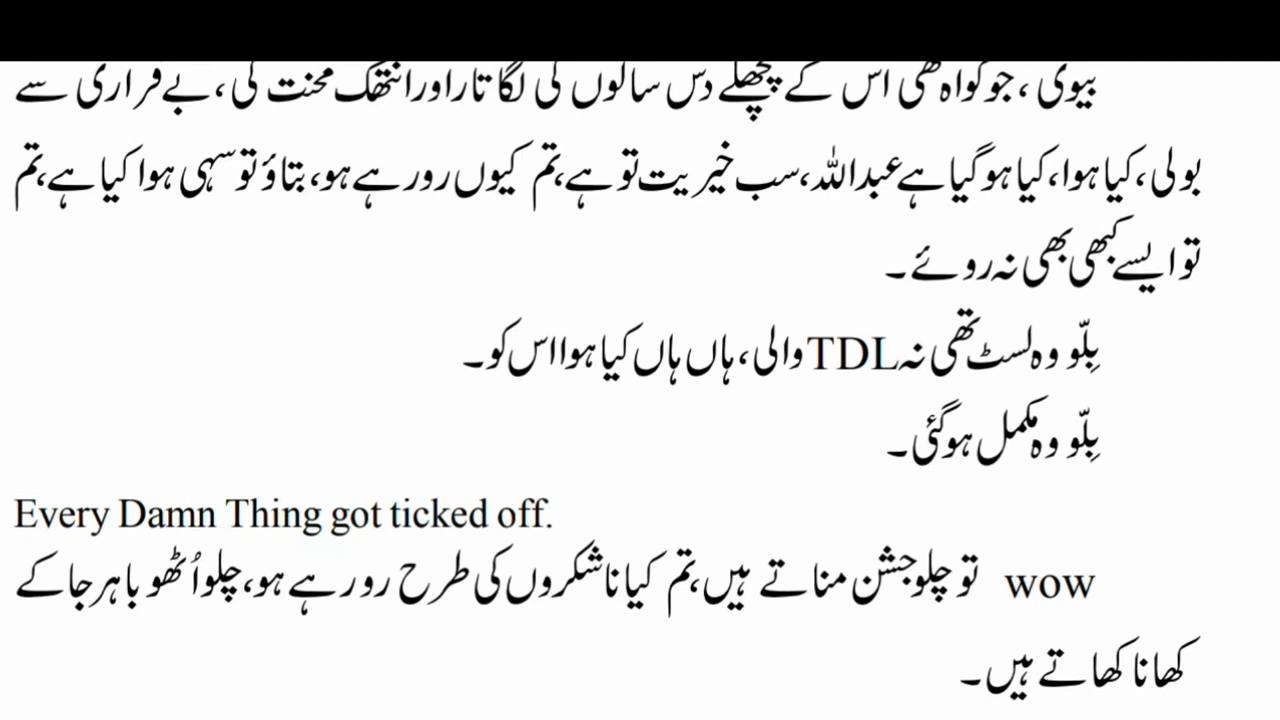 بیوی ، جو گواہ تھی اس کے پچھلے دس سالوں کی لگاتار اور انتھک محنت کی، بے قراری سے
بولی، کیا ہوا، کیا ہوگیا ہے عبداللہ، سب خیریت تو ہے، تم کیوں رو رہے ہو، بتاؤ تو سہی ہوا کیا ہے، تم
تو ایسے کبھی بھی نہ روئے۔
بِلّو وہ لسٹ تھی نہ TDL والی، ہاں ہاں کیا ہوا اس کو۔
بِلّو وہ مکمل ہوگئی۔
Every Damn Thing got ticked off.
wow تو چلو جشن مناتے ہیں، تم کیا ناشکروں کی طرح رو رہے ہو، چلو اُٹھو باہر جا کے
کھانا کھاتے ہیں۔